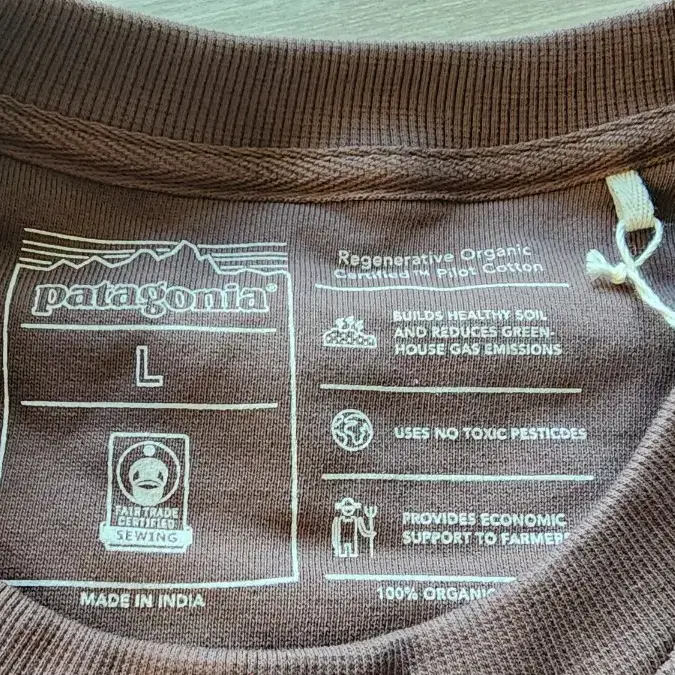 patagonia®
L
FAIR TRADE
CERTIFIED
SEWING
MADE IN INDIA
Regenerative Organic
Certified™ Pilot Cotton
BUILDS HEALTHY SOIL
AND REDUCES GREEN-
HOUSE GAS EMISSIONS
USES NO TOXIC PESTICDES
PROVIDES ECONOMIC
SUPPORT TO FARMERS
100% ORGANIC